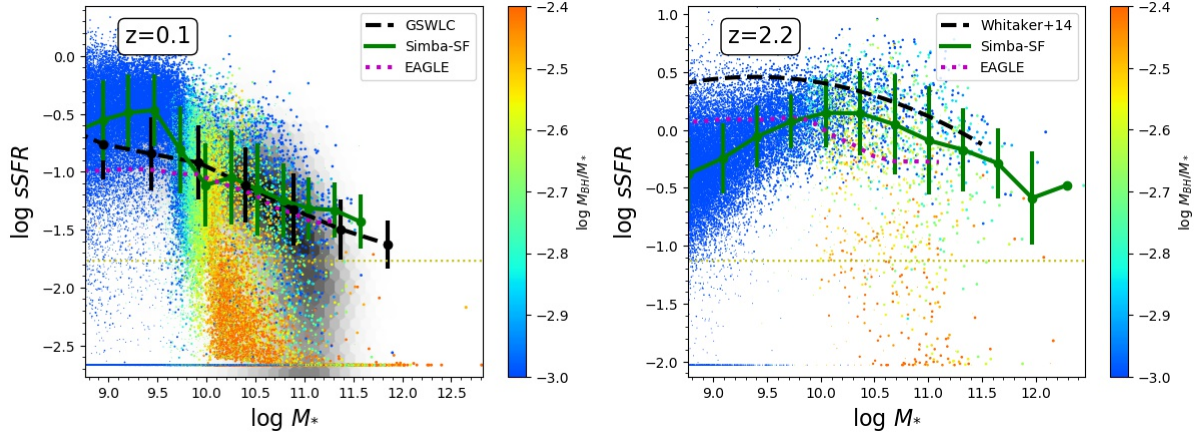 z=0.1
GSWLC
Simba-SF
EAGLE
log sSFR
0.0
−0.5
−1.0
−1.5
−2.0
−2.5
9.0 9.5 10.0 10.5 11.0 11.5 12.0 12.5
log M*
−2.4
−2.5
−2.6
−2.7
−2.8
−2.9
−3.0
log M_BH/M*
z=2.2
Whitaker+14
Simba-SF
EAGLE
log sSFR
1.0
0.5
0.0
−0.5
−1.0
−1.5
−2.0
9.0 9.5 10.0 10.5 11.0 11.5 12.0
log M*
−2.4
−2.5
−2.6
−2.7
−2.8
−2.9
−3.0
log M_BH/M*